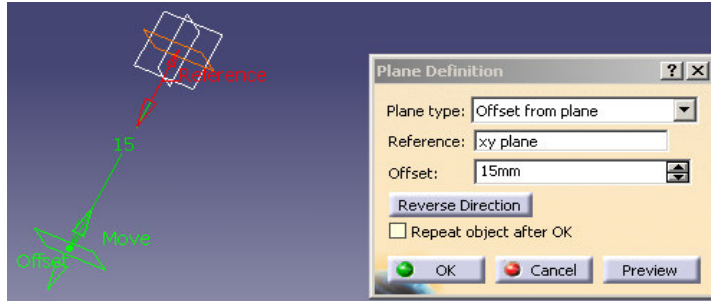 Reference
15
Move
Offset
Plane Definition
Plane type: Offset from plane
Reference: xy plane
Offset: 15mm
Reverse Direction
Repeat object after OK
OK Cancel Preview